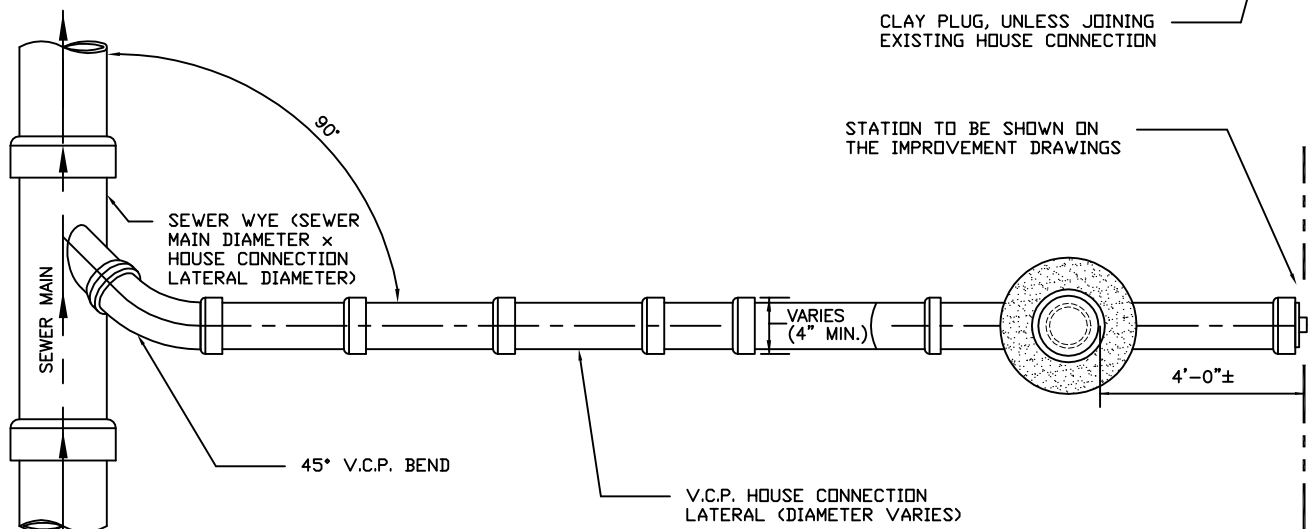 CLAY PLUG, UNLESS JOINING
EXISTING HOUSE CONNECTION
90°
STATION TO BE SHOWN ON
THE IMPROVEMENT DRAWINGS
SEWER WYE (SEWER
MAIN DIAMETER x
HOUSE CONNECTION
LATERAL DIAMETER)
SEWER MAIN
VARIES
(4" MIN.)
4'-0"±
45° V.C.P. BEND
V.C.P. HOUSE CONNECTION
LATERAL (DIAMETER VARIES)